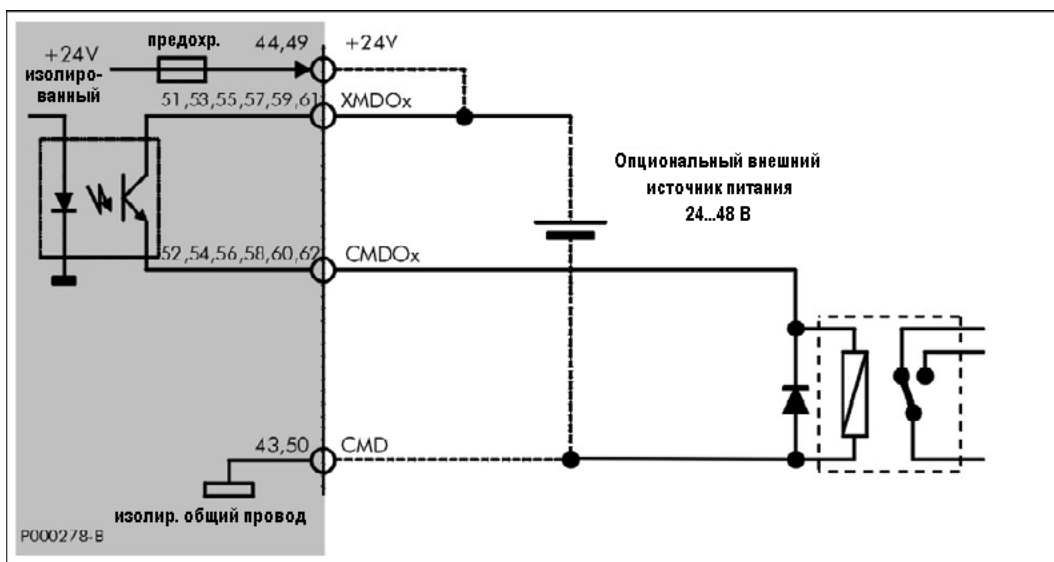 предохр.
44,49
+24V
+24V
изолиро-
ванный
51,53,55,57,59,61
XMDOx
Опциональный внешний
источник питания
24...48 В
52,54,56,58,60,62
CMDOx
43,50
CMD
изолир. общий провод
P000278-B